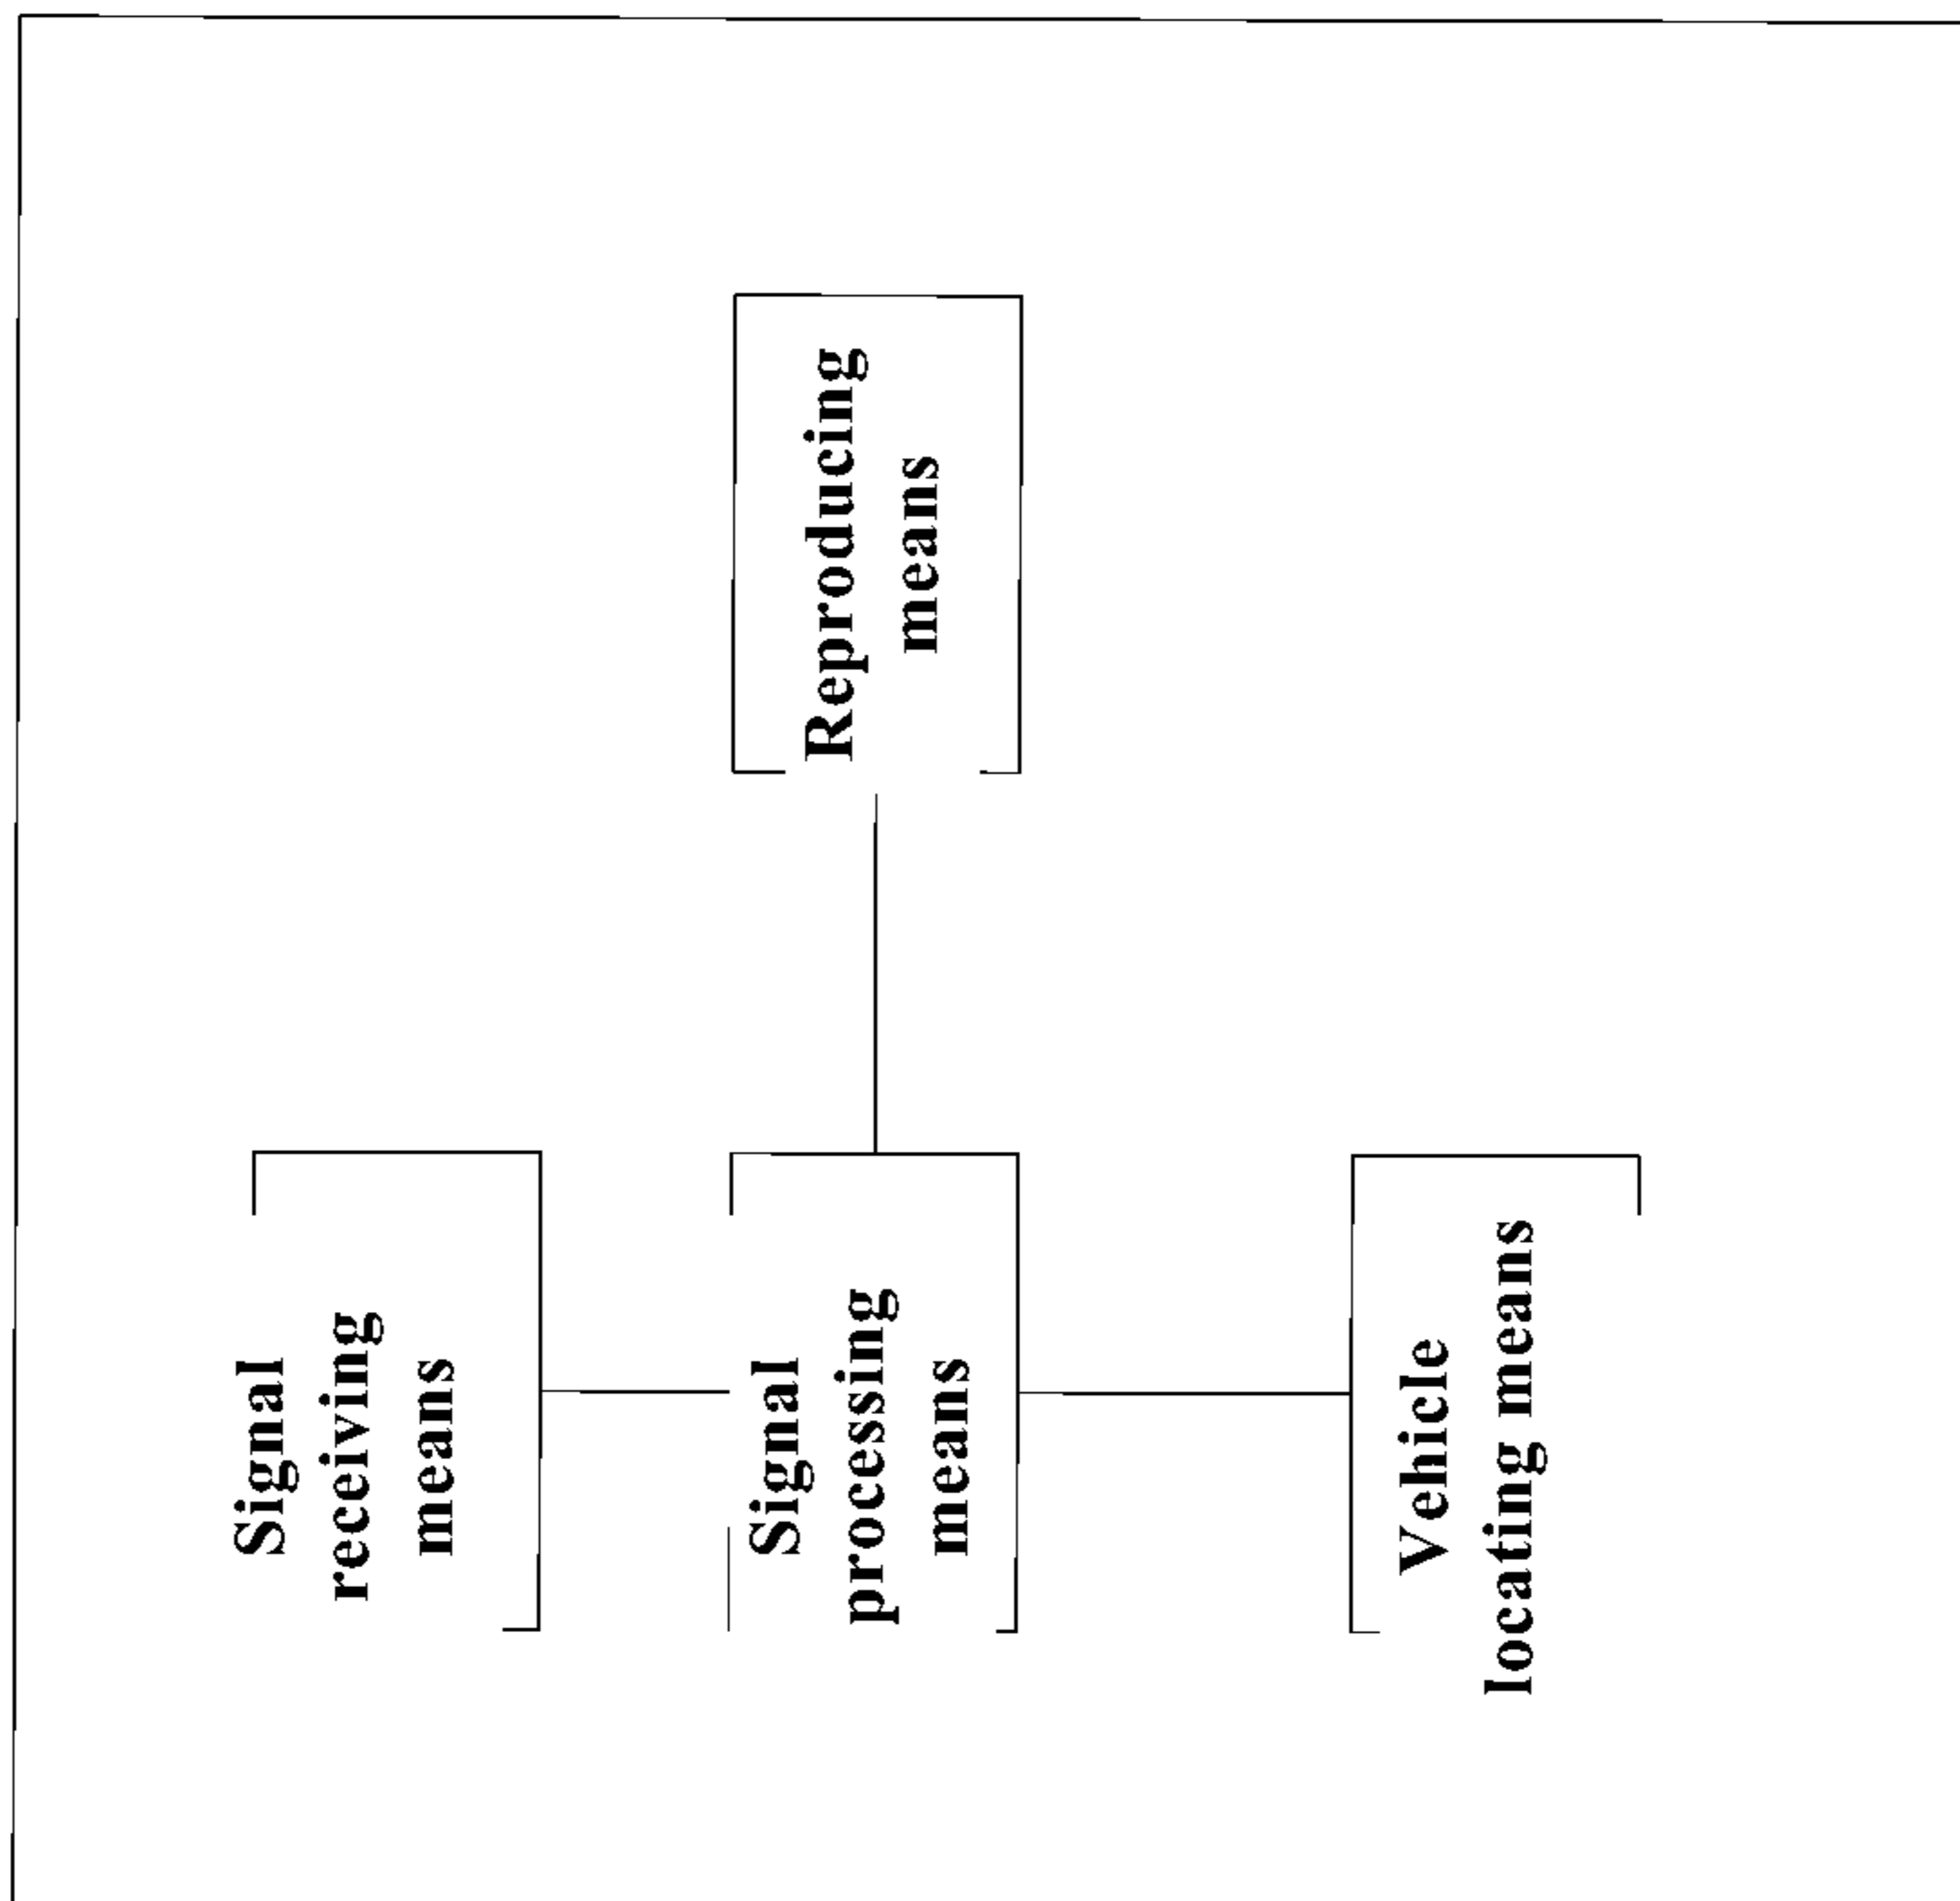 Signal
receiving
means
Signal
processing
means
Reproducing
means
Vehicle
locating means